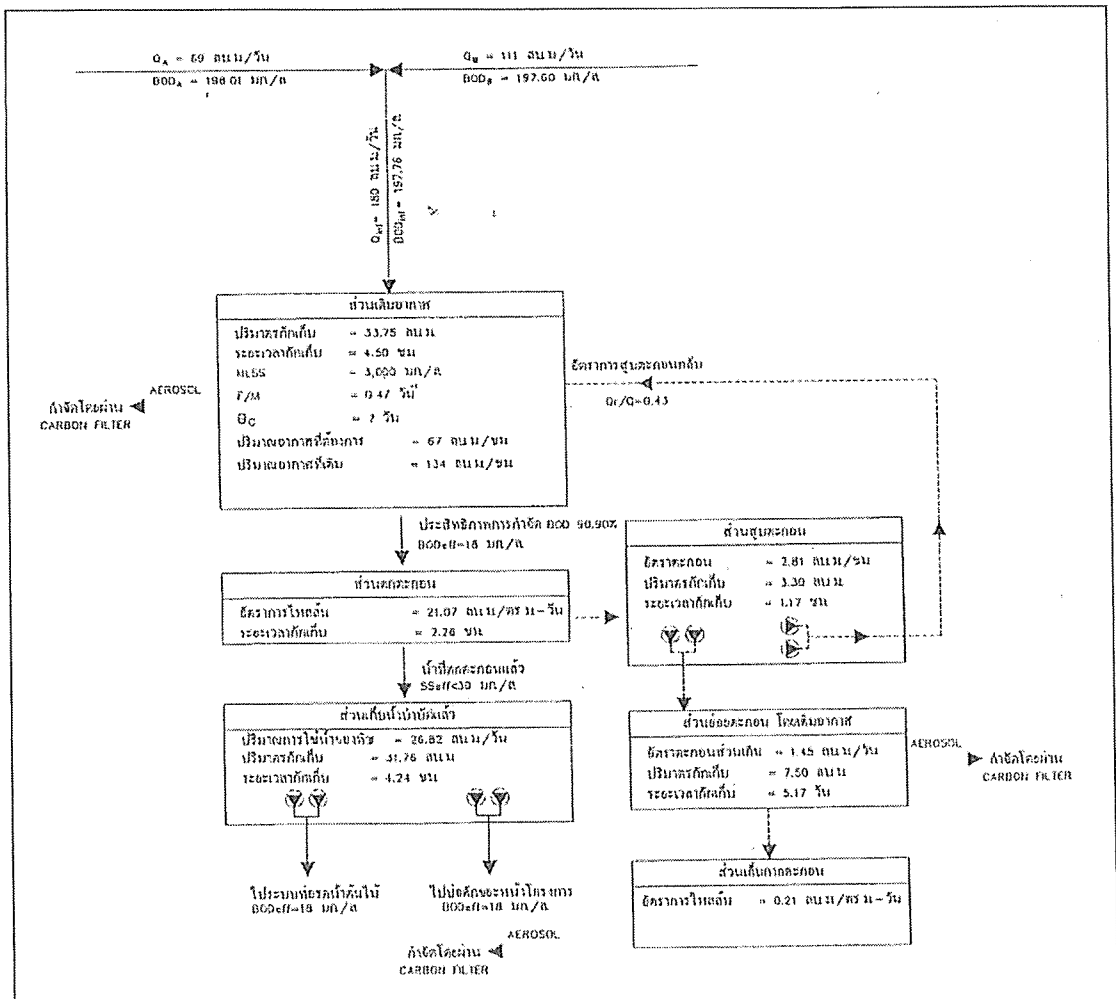 Q_A = 69 ลบ.ม/วัน
BOD_A = 198.01 มก/ล
Q_B = 111 ลบ.ม/วัน
BOD_B = 197.60 มก/ล
Q_inf = 180 ลบ.ม/วัน
BOD_inf = 197.76 มก/ล
ส่วนเติมอากาศ
ปริมาตรกักเก็บ = 33.75 ลบ.ม
ระยะเวลากักเก็บ = 4.50 ชม
MLSS = 3,000 มก/ล
F/M = 0.47 วัน
θc = 7 วัน
ปริมาณอากาศที่ต้องการ = 67 ลบ.ม/ชม
ปริมาณอากาศที่เติม = 134 ลบ.ม/ชม
AEROSOL
กำจัดโดยผ่าน
CARBON FILTER
อัตราการสูบตะกอนกลับ
Qr/Q=0.43
ประสิทธิภาพการกำจัด BOD 90.90%
BODeff=18 มก/ล
ส่วนตกตะกอน
อัตราการไหลล้น = 21.07 ลบ.ม/ตร.ม-วัน
ระยะเวลากักเก็บ = 2.26 ชม
ส่วนสูบตะกอน
อัตราตะกอน = 2.81 ลบ.ม/ชม
ปริมาตรกักเก็บ = 3.30 ลบ.ม
ระยะเวลากักเก็บ = 1.17 ชม
น้ำที่ตกตะกอนแล้ว
SSeff<30 มก/ล
ส่วนเก็บน้ำบำบัดแล้ว
ปริมาณการใช้น้ำของพืช = 26.82 ลบ.ม/วัน
ปริมาตรกักเก็บ = 31.76 ลบ.ม
ระยะเวลากักเก็บ = 4.24 ชม
ส่วนย่อยตะกอน โดยเติมอากาศ
อัตราตะกอนส่วนเกิน = 1.45 ลบ.ม/วัน
ปริมาตรกักเก็บ = 7.50 ลบ.ม
ระยะเวลากักเก็บ = 5.17 วัน
AEROSOL
กำจัดโดยผ่าน
CARBON FILTER
ไประบบท่อรดน้ำต้นไม้
BODeff=18 มก/ล
ไปบ่อดักขยะหน้าโครงการ
BODeff=18 มก/ล
ส่วนเก็บกากตะกอน
อัตราการไหลล้น = 0.21 ลบ.ม/ตร.ม-วัน
AEROSOL
กำจัดโดยผ่าน
CARBON FILTER